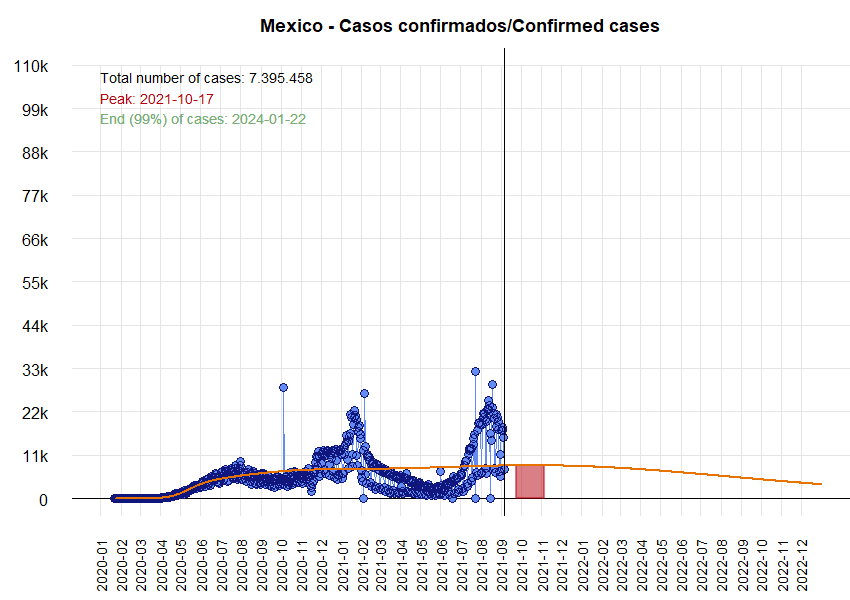 Mexico - Casos confirmados/Confirmed cases
110k
99k
88k
77k
66k
55k
44k
33k
22k
11k
0
Total number of cases: 7.395.458
Peak: 2021-10-17
End (99%) of cases: 2024-01-22
2020-01
2020-02
2020-03
2020-04
2020-05
2020-06
2020-07
2020-08
2020-09
2020-10
2020-11
2020-12
2021-01
2021-02
2021-03
2021-04
2021-05
2021-06
2021-07
2021-08
2021-09
2021-10
2021-11
2021-12
2022-01
2022-02
2022-03
2022-04
2022-05
2022-06
2022-07
2022-08
2022-09
2022-10
2022-11
2022-12